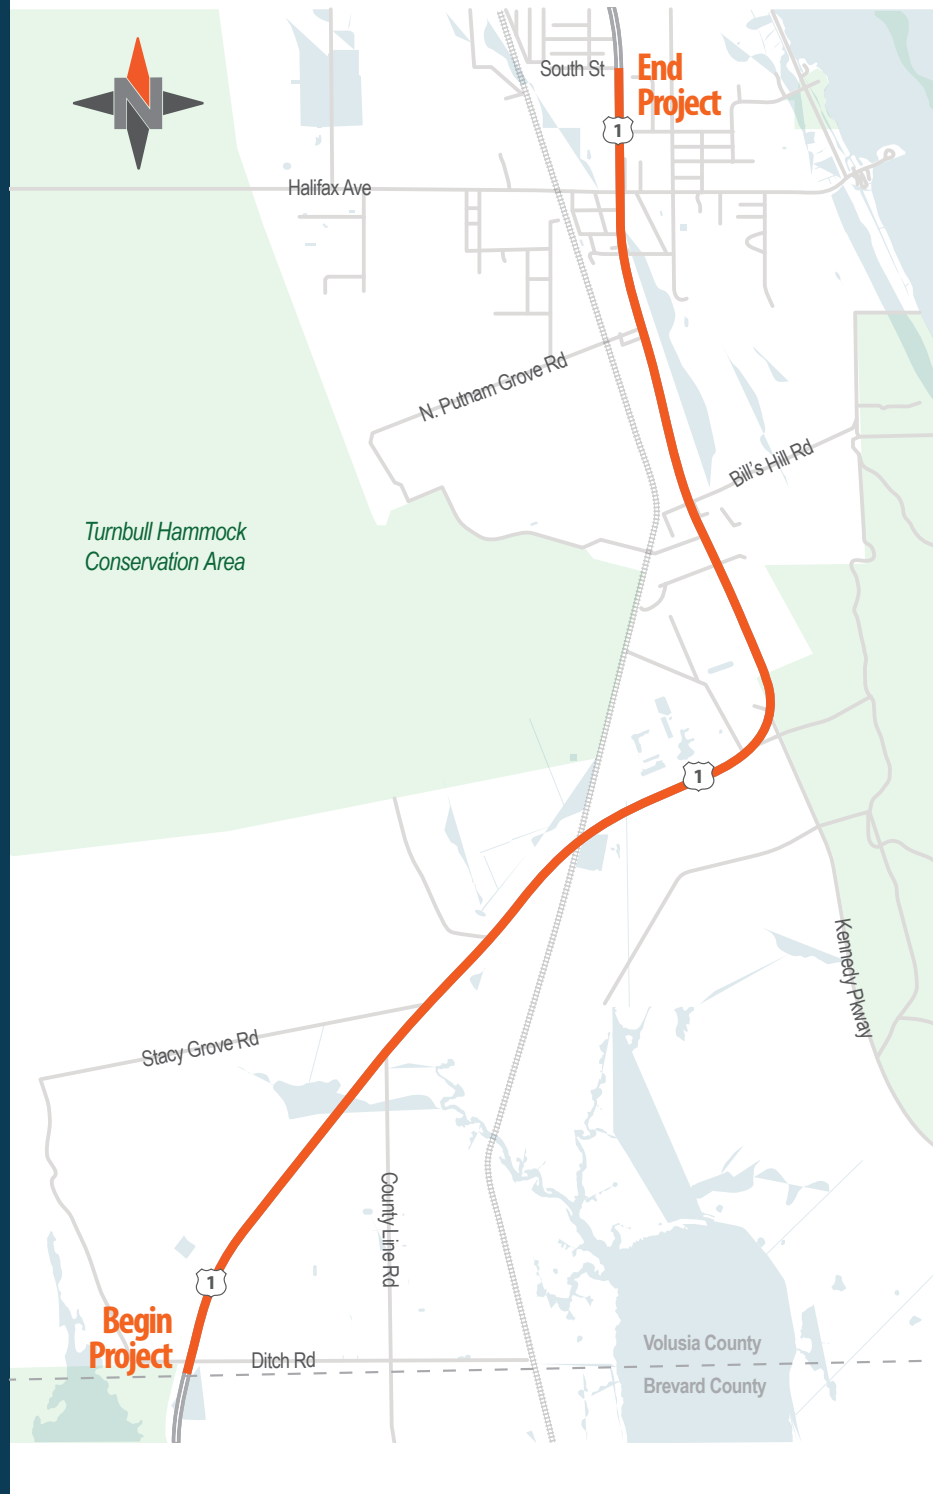 N
South St
End
Project
1
Halifax Ave
N. Putnam Grove Rd
Bill's Hill Rd
Turnbull Hammock
Conservation Area
1
Kennedy Pkway
Stacy Grove Rd
County Line Rd
1
Begin
Project
Ditch Rd
Volusia County
Brevard County